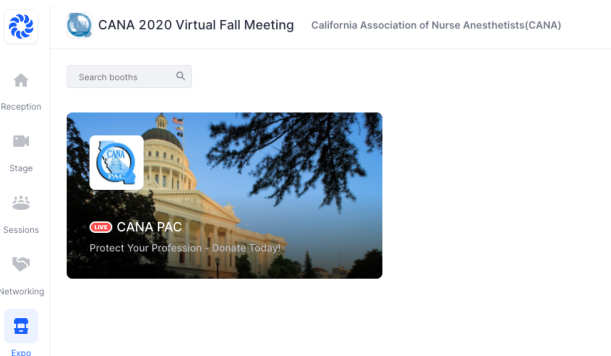 CANA 2020 Virtual Fall Meeting California Association of Nurse Anesthetists(CANA)
Search booths
Reception
Stage
Sessions
Networking
Expo
CANA
PAC
LIVE CANA PAC
Protect Your Profession - Donate Today!